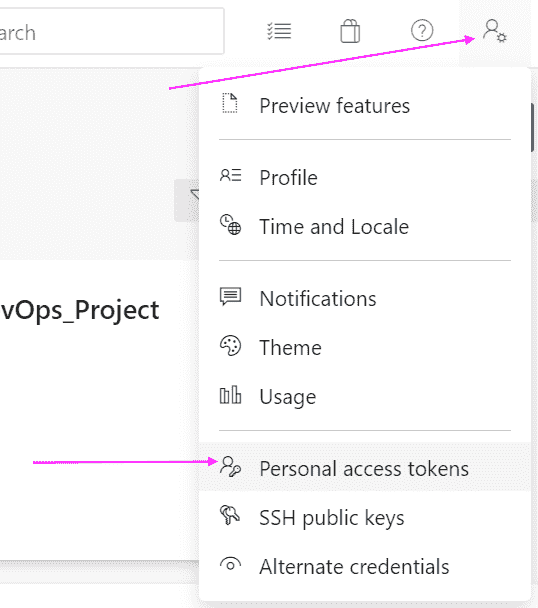 arch
Preview features
Profile
Time and Locale
vOps_Project
Notifications
Theme
Usage
Personal access tokens
SSH public keys
Alternate credentials